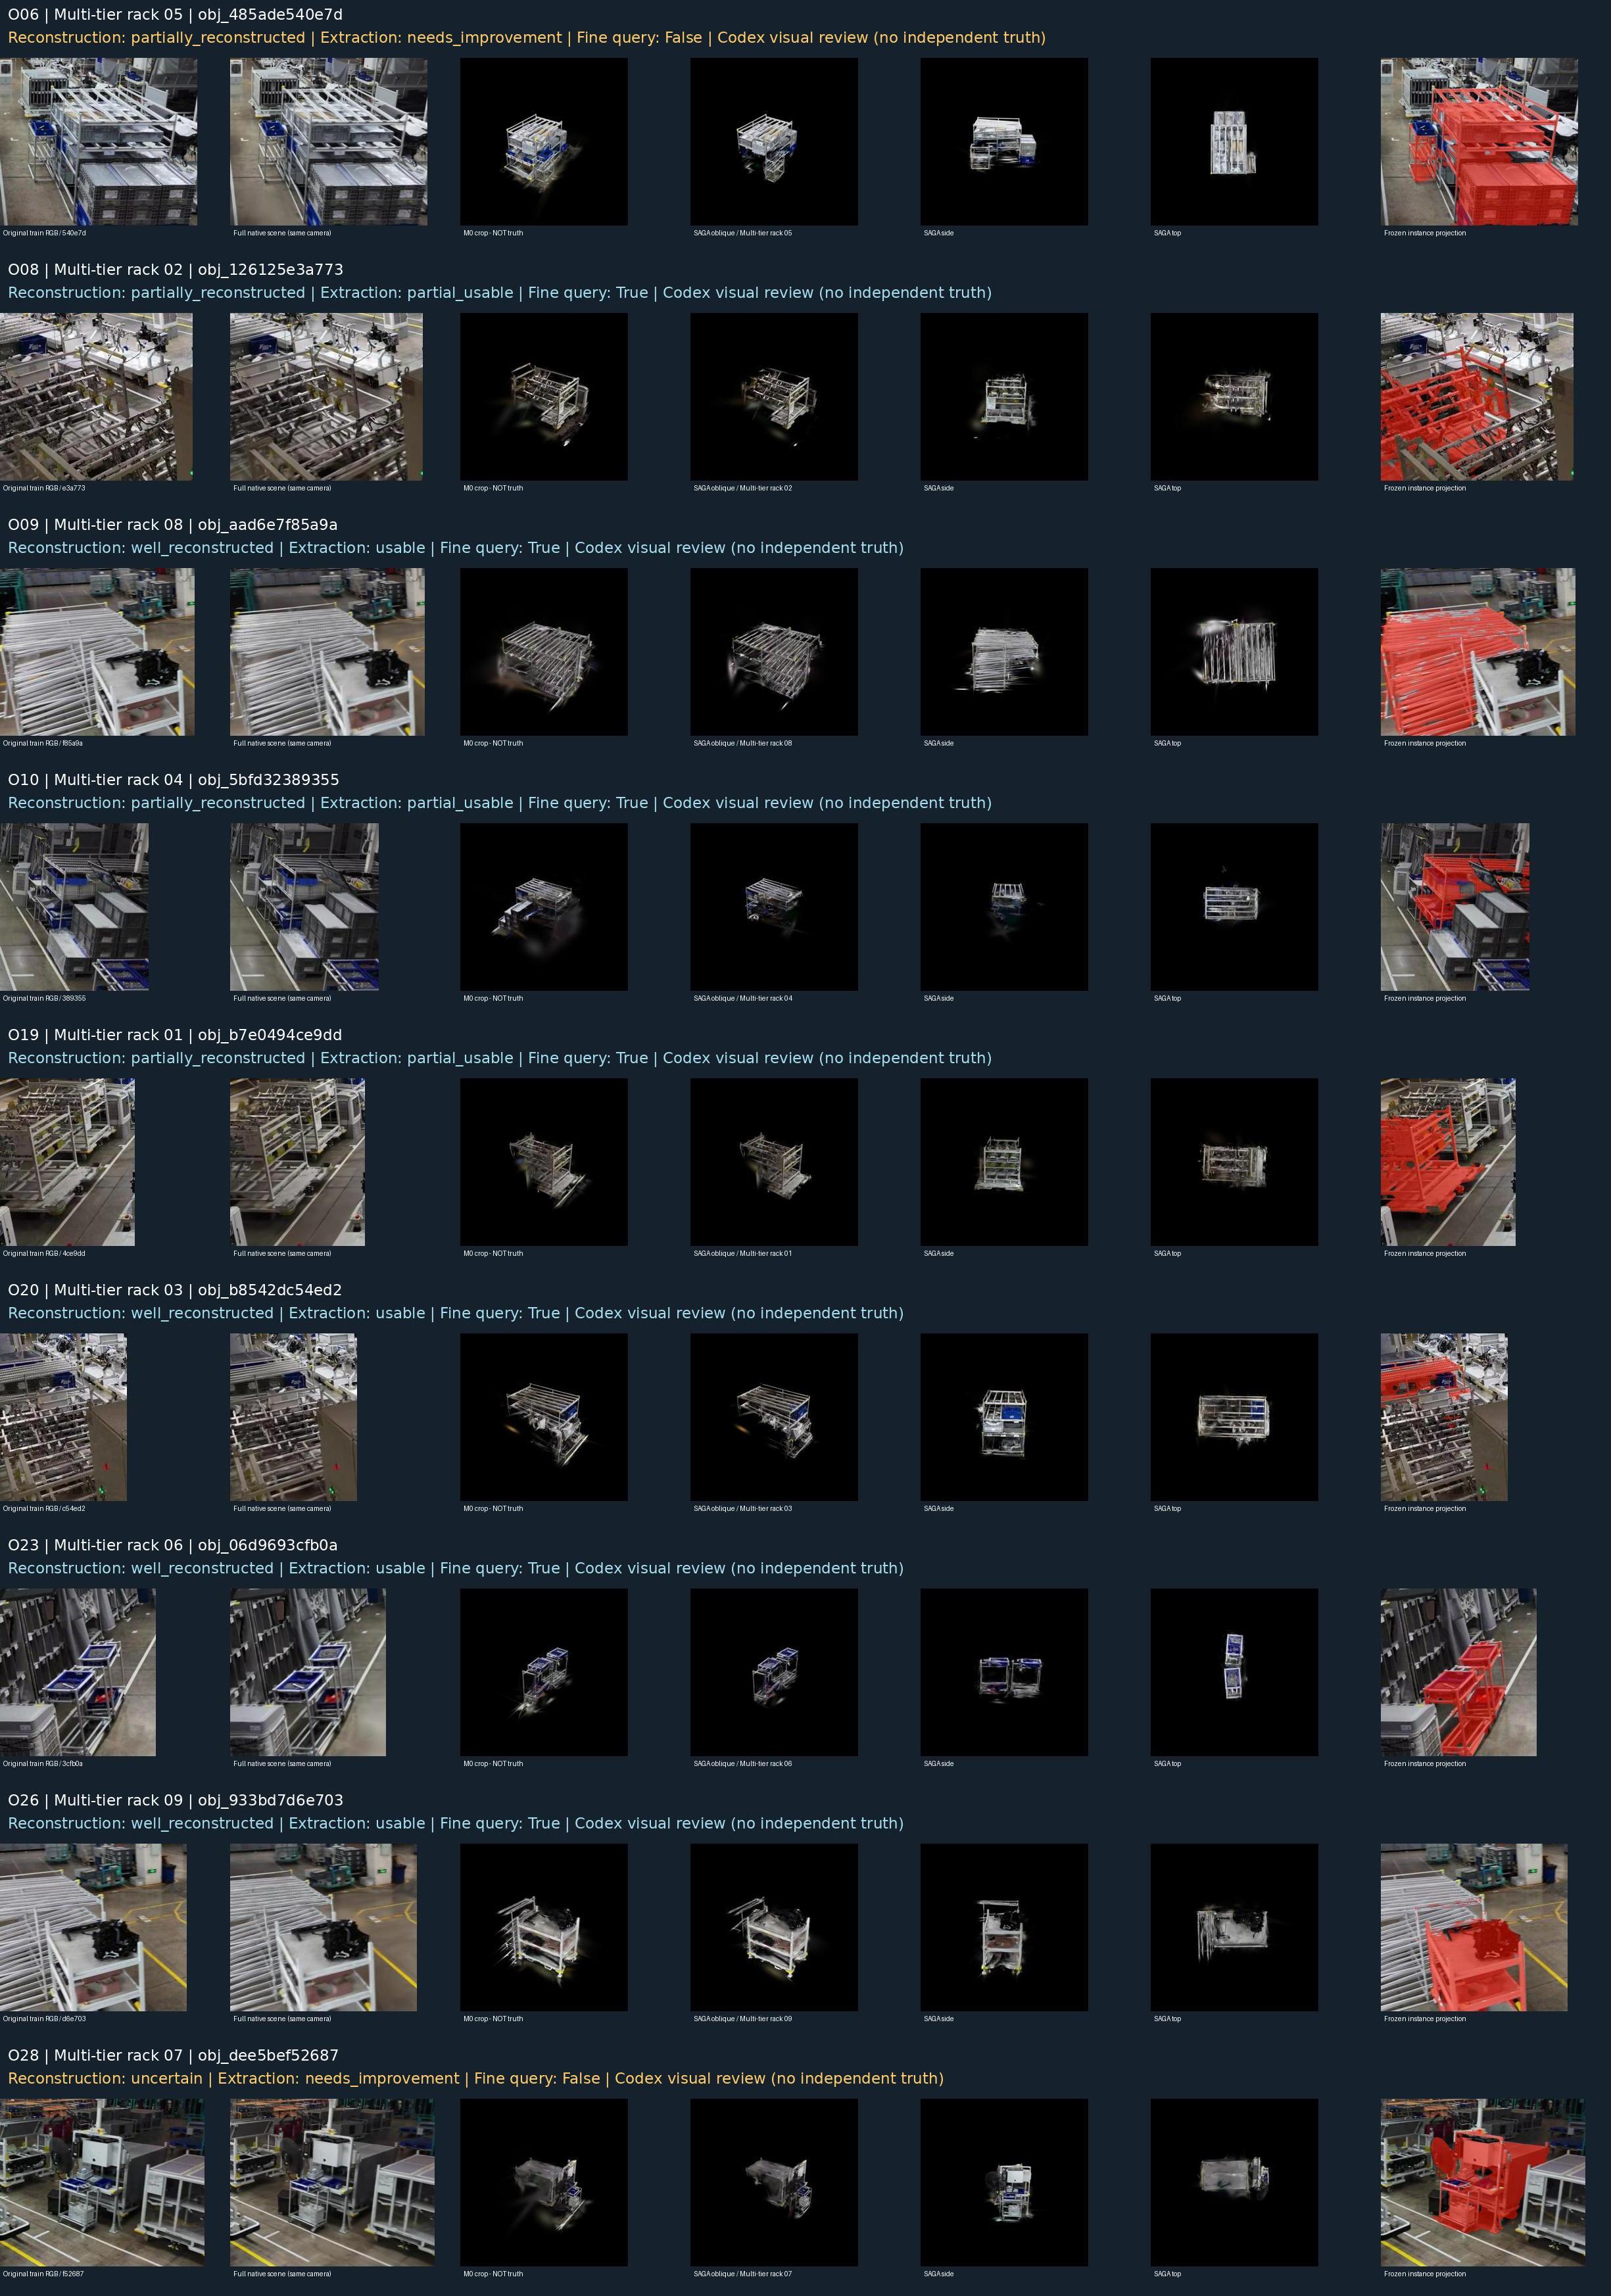 O06 | Multi-tier rack 05 | obj_485ade540e7d
Reconstruction: partially_reconstructed | Extraction: needs_improvement | Fine query: False | Codex visual review (no independent truth)
Original train RGB / 540e7d
Full native scene (same camera)
M0 crop - NOT truth
SAGA oblique / Multi-tier rack 05
SAGA side
SAGA top
Frozen instance projection
O08 | Multi-tier rack 02 | obj_126125e3a773
Reconstruction: partially_reconstructed | Extraction: partial_usable | Fine query: True | Codex visual review (no independent truth)
Original train RGB / e3a773
Full native scene (same camera)
M0 crop - NOT truth
SAGA oblique / Multi-tier rack 02
SAGA side
SAGA top
Frozen instance projection
O09 | Multi-tier rack 08 | obj_aad6e7f85a9a
Reconstruction: well_reconstructed | Extraction: usable | Fine query: True | Codex visual review (no independent truth)
Original train RGB / f85a9a
Full native scene (same camera)
M0 crop - NOT truth
SAGA oblique / Multi-tier rack 08
SAGA side
SAGA top
Frozen instance projection
O10 | Multi-tier rack 04 | obj_5bfd32389355
Reconstruction: partially_reconstructed | Extraction: partial_usable | Fine query: True | Codex visual review (no independent truth)
Original train RGB / 389355
Full native scene (same camera)
M0 crop - NOT truth
SAGA oblique / Multi-tier rack 04
SAGA side
SAGA top
Frozen instance projection
O19 | Multi-tier rack 01 | obj_b7e0494ce9dd
Reconstruction: partially_reconstructed | Extraction: partial_usable | Fine query: True | Codex visual review (no independent truth)
Original train RGB / 4ce9dd
Full native scene (same camera)
M0 crop - NOT truth
SAGA oblique / Multi-tier rack 01
SAGA side
SAGA top
Frozen instance projection
O20 | Multi-tier rack 03 | obj_b8542dc54ed2
Reconstruction: well_reconstructed | Extraction: usable | Fine query: True | Codex visual review (no independent truth)
Original train RGB / c54ed2
Full native scene (same camera)
M0 crop - NOT truth
SAGA oblique / Multi-tier rack 03
SAGA side
SAGA top
Frozen instance projection
O23 | Multi-tier rack 06 | obj_06d9693cfb0a
Reconstruction: well_reconstructed | Extraction: usable | Fine query: True | Codex visual review (no independent truth)
Original train RGB / 3cfb0a
Full native scene (same camera)
M0 crop - NOT truth
SAGA oblique / Multi-tier rack 06
SAGA side
SAGA top
Frozen instance projection
O26 | Multi-tier rack 09 | obj_933bd7d6e703
Reconstruction: well_reconstructed | Extraction: usable | Fine query: True | Codex visual review (no independent truth)
Original train RGB / d6e703
Full native scene (same camera)
M0 crop - NOT truth
SAGA oblique / Multi-tier rack 09
SAGA side
SAGA top
Frozen instance projection
O28 | Multi-tier rack 07 | obj_dee5bef52687
Reconstruction: uncertain | Extraction: needs_improvement | Fine query: False | Codex visual review (no independent truth)
Original train RGB / f52687
Full native scene (same camera)
M0 crop - NOT truth
SAGA oblique / Multi-tier rack 07
SAGA side
SAGA top
Frozen instance projection